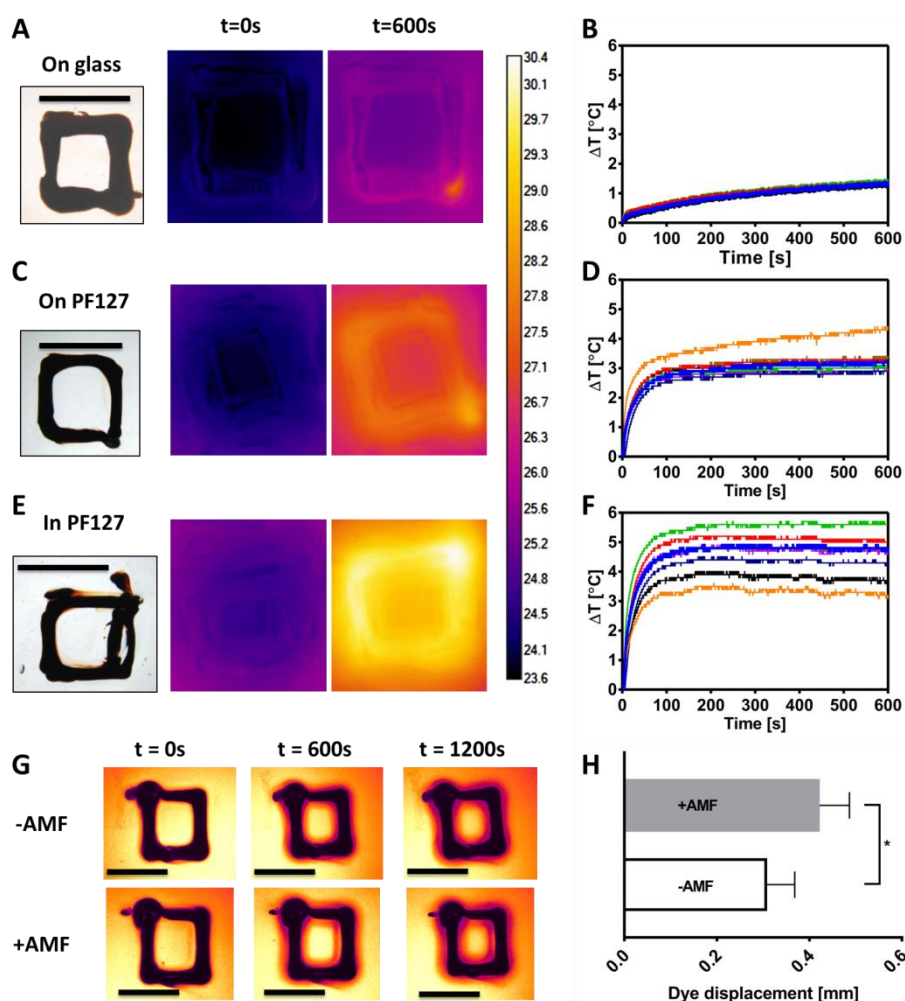 A
t=0s
t=600s
On glass
30.4
30.0
29.7
29.3
29.0
28.6
28.2
27.8
27.5
27.1
26.7
26.3
26.0
25.6
25.2
24.8
24.5
24.1
23.6
B
6
5
4
3
2
1
0
ΔT [°C]
0 100 200 300 400 500 600
Time [s]
C
On PF127
D
6
5
4
3
2
1
0
ΔT [°C]
0 100 200 300 400 500 600
Time [s]
E
In PF127
F
6
5
4
3
2
1
0
ΔT [°C]
0 100 200 300 400 500 600
Time [s]
G
t = 0s
t = 600s
t = 1200s
-AMF
+AMF
H
+AMF
-AMF
*
0.0 0.2 0.4 0.6
Dye displacement [mm]